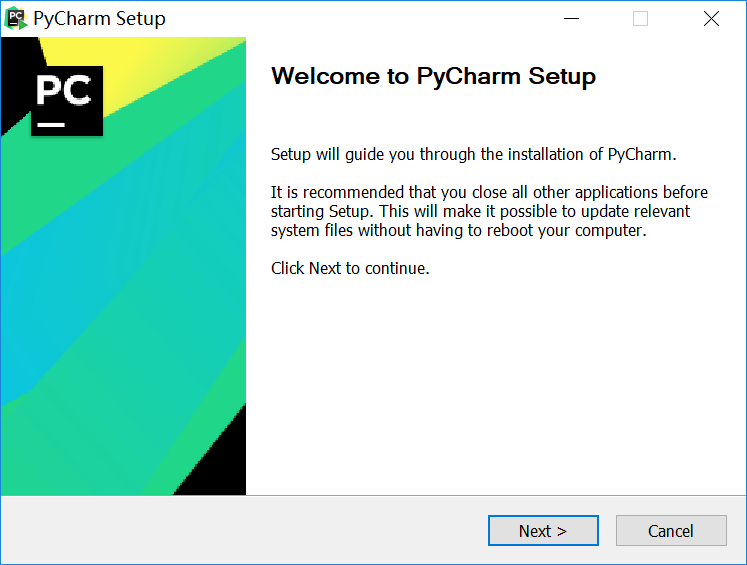 PyCharm Setup
PC
Welcome to PyCharm Setup
Setup will guide you through the installation of PyCharm.
It is recommended that you close all other applications before
starting Setup. This will make it possible to update relevant
system files without having to reboot your computer.
Click Next to continue.
Next >
Cancel